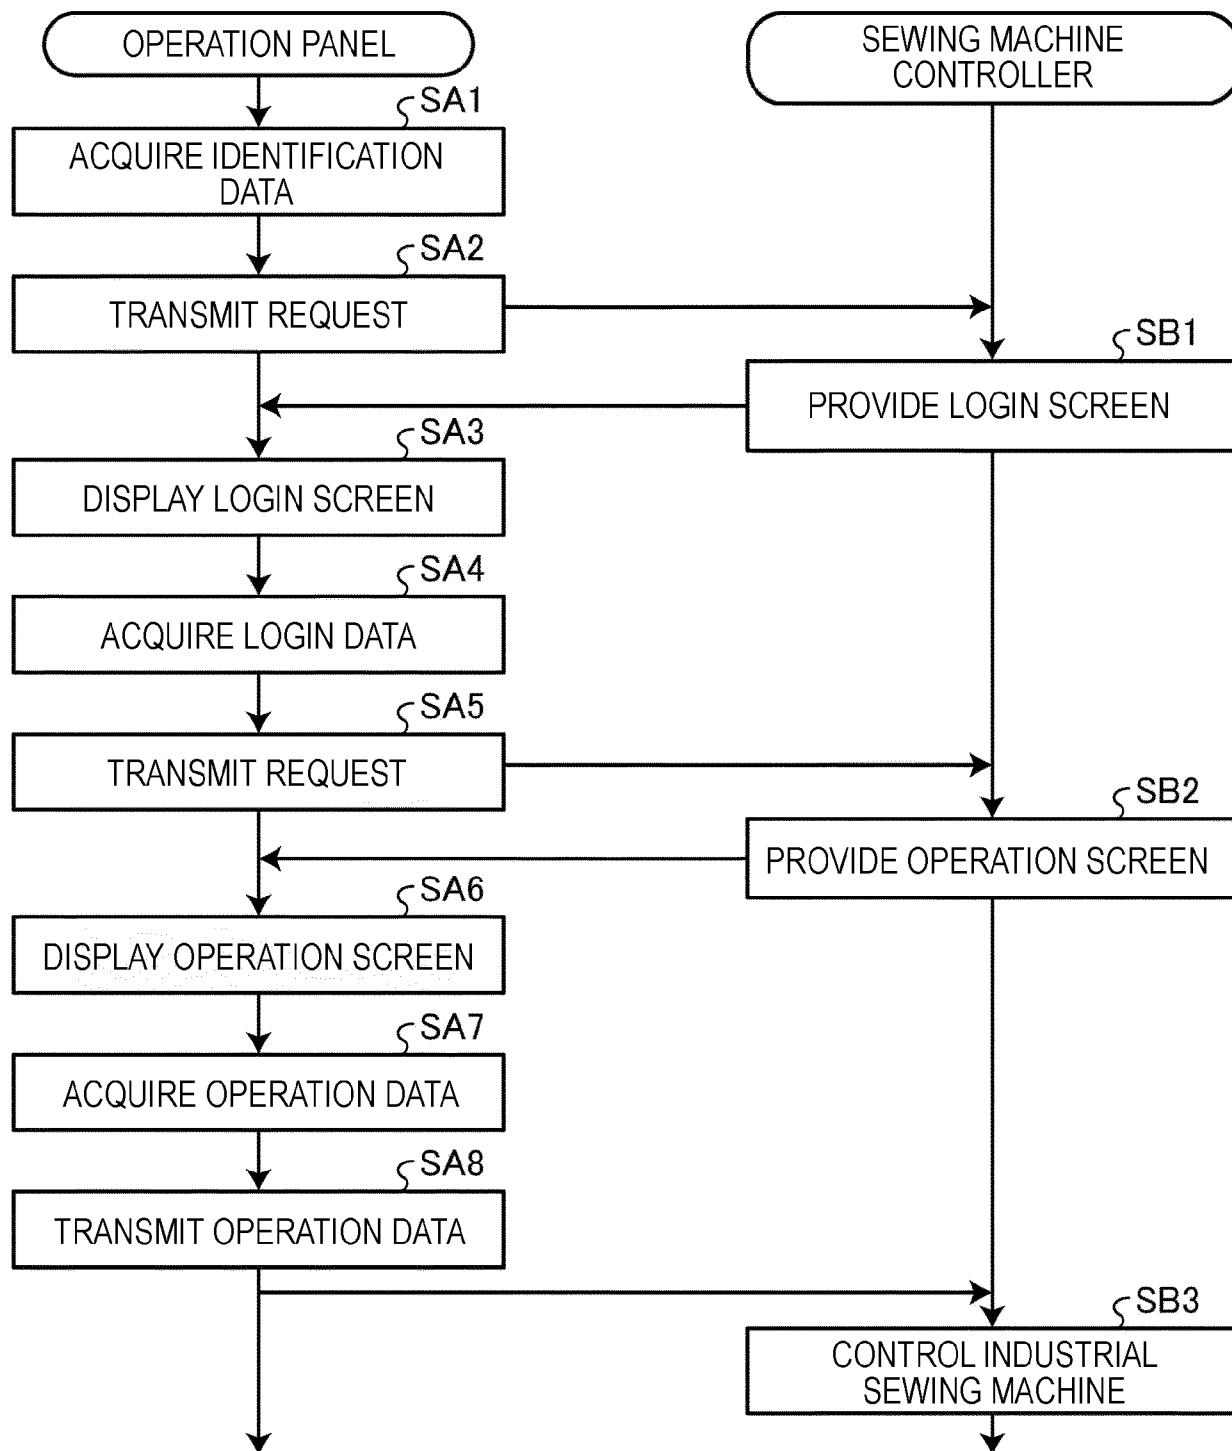 OPERATION PANEL
SEWING MACHINE
CONTROLLER
SA1
ACQUIRE IDENTIFICATION
DATA
SA2
TRANSMIT REQUEST
SB1
PROVIDE LOGIN SCREEN
SA3
DISPLAY LOGIN SCREEN
SA4
ACQUIRE LOGIN DATA
SA5
TRANSMIT REQUEST
SB2
PROVIDE OPERATION SCREEN
SA6
DISPLAY OPERATION SCREEN
SA7
ACQUIRE OPERATION DATA
SA8
TRANSMIT OPERATION DATA
SB3
CONTROL INDUSTRIAL
SEWING MACHINE